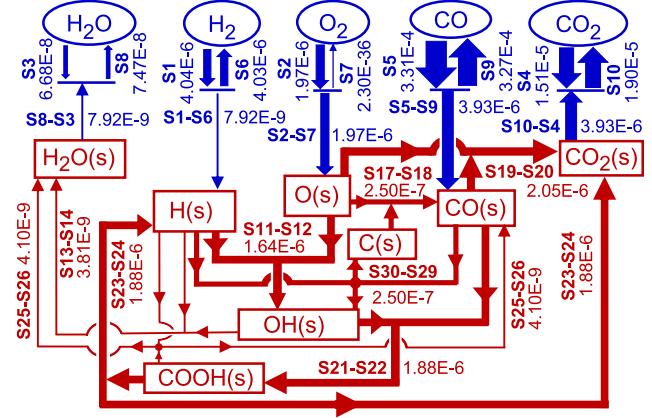 H2O H2 O2 CO CO2
S3 6.68E-8
S8 7.47E-8
S1 4.04E-6
S6 4.03E-6
S2 1.97E-6
S7 2.30E-36
S5 3.31E-4
S9 3.27E-4
S4 1.51E-5
S10 1.90E-5
S8-S3 7.92E-9
S1-S6 7.92E-9
S2-S7 1.97E-6
S5-S9 3.93E-6
S10-S4 3.93E-6
H2O(s)
CO2(s)
S17-S18
2.50E-7
S19-S20
2.05E-6
H(s)
O(s)
CO(s)
S11-S12
1.64E-6
C(s)
S25-S26 4.10E-9
S13-S14
3.81E-9
S23-S24
1.88E-6
S30-S29
2.50E-7
S25-S26
4.10E-9
S23-S24
1.88E-6
OH(s)
S21-S22 1.88E-6
COOH(s)